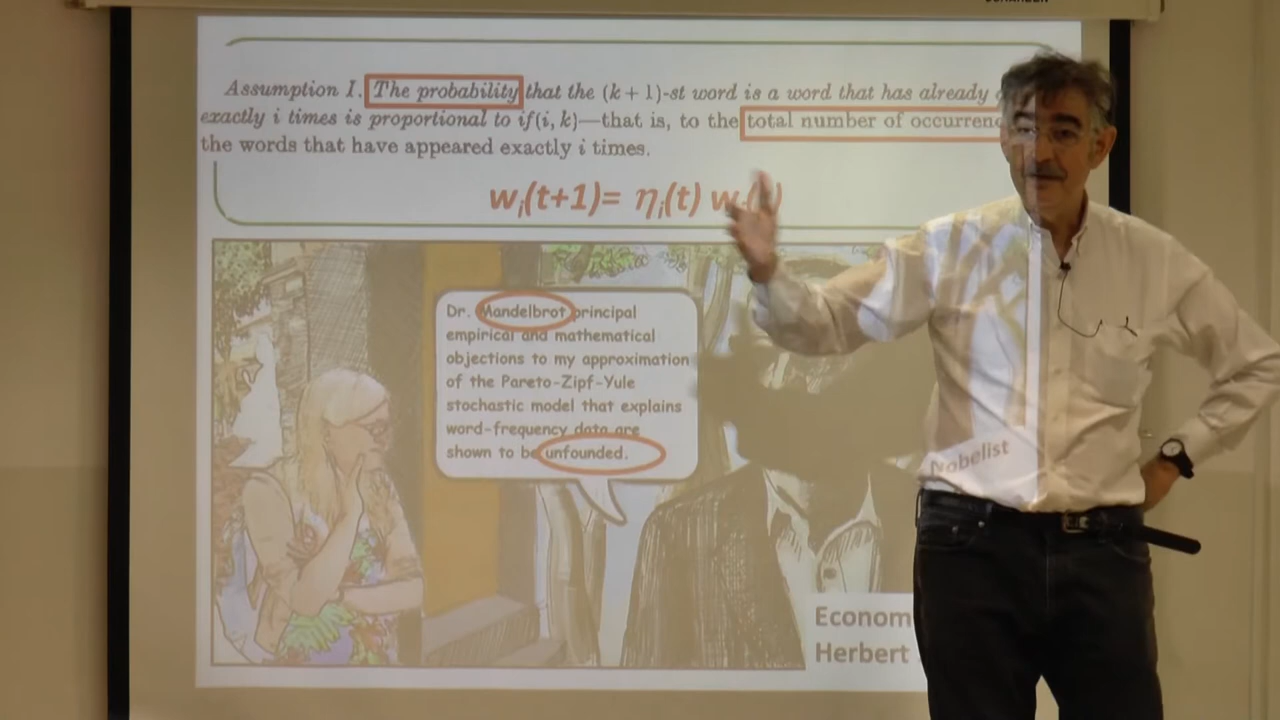 Assumption I. The probability that the (k + 1)-st word is a word that has already
exactly i times is proportional to if(i, k)—that is, to the total number of
the words that have appeared exactly i times.
wᵢ(t+1)= ηᵢ(t) wᵢ(t)
Dr. Mandelbrot principal
empirical and mathematical
objections to my approximation
of the Pareto-Zipf-Yule
stochastic model that explains
word-frequency data are
shown to be unfounded.
Nobelist
Herbert